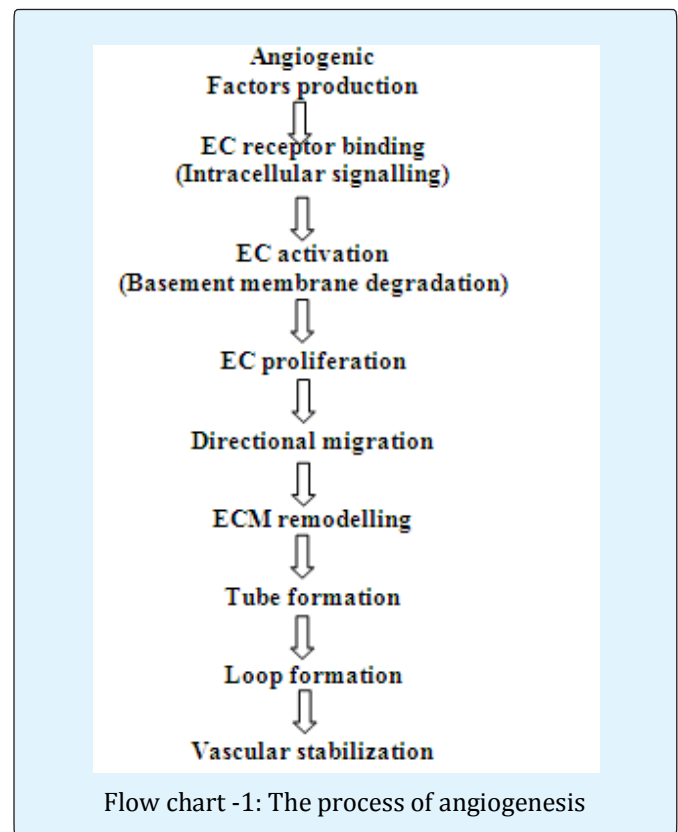 Angiogenic
Factors production
EC receptor binding
(Intracellular signalling)
EC activation
(Basement membrane degradation)
EC proliferation
Directional migration
ECM remodelling
Tube formation
Loop formation
Vascular stabilization
Flow chart -1: The process of angiogenesis